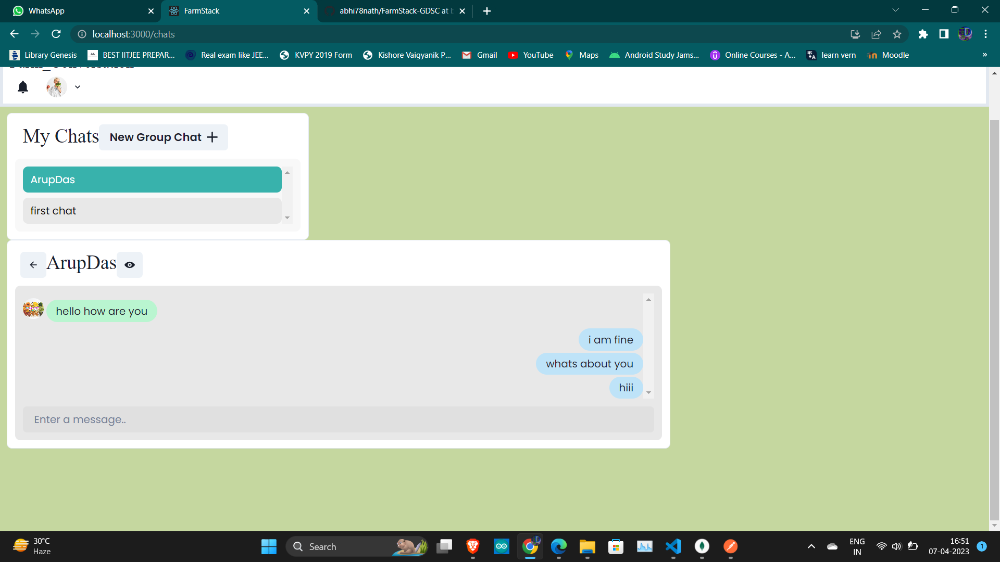 WhatsApp
FarmStack
abhi78nath/FarmStack-GDSC at b
localhost:3000/chats
Library Genesis
BEST IITJEE PREPAR...
Real exam like JEE...
KVPY 2019 Form
Kishore Vaigyanik P...
Gmail
YouTube
Maps
Android Study Jams...
Online Courses - A...
learn vern
Moodle
»
My Chats
New Group Chat
ArupDas
first chat
ArupDas
hello how are you
i am fine
whats about you
hiii
Enter a message..
30°C
Haze
Search
ENG
IN
16:51
07-04-2023
1